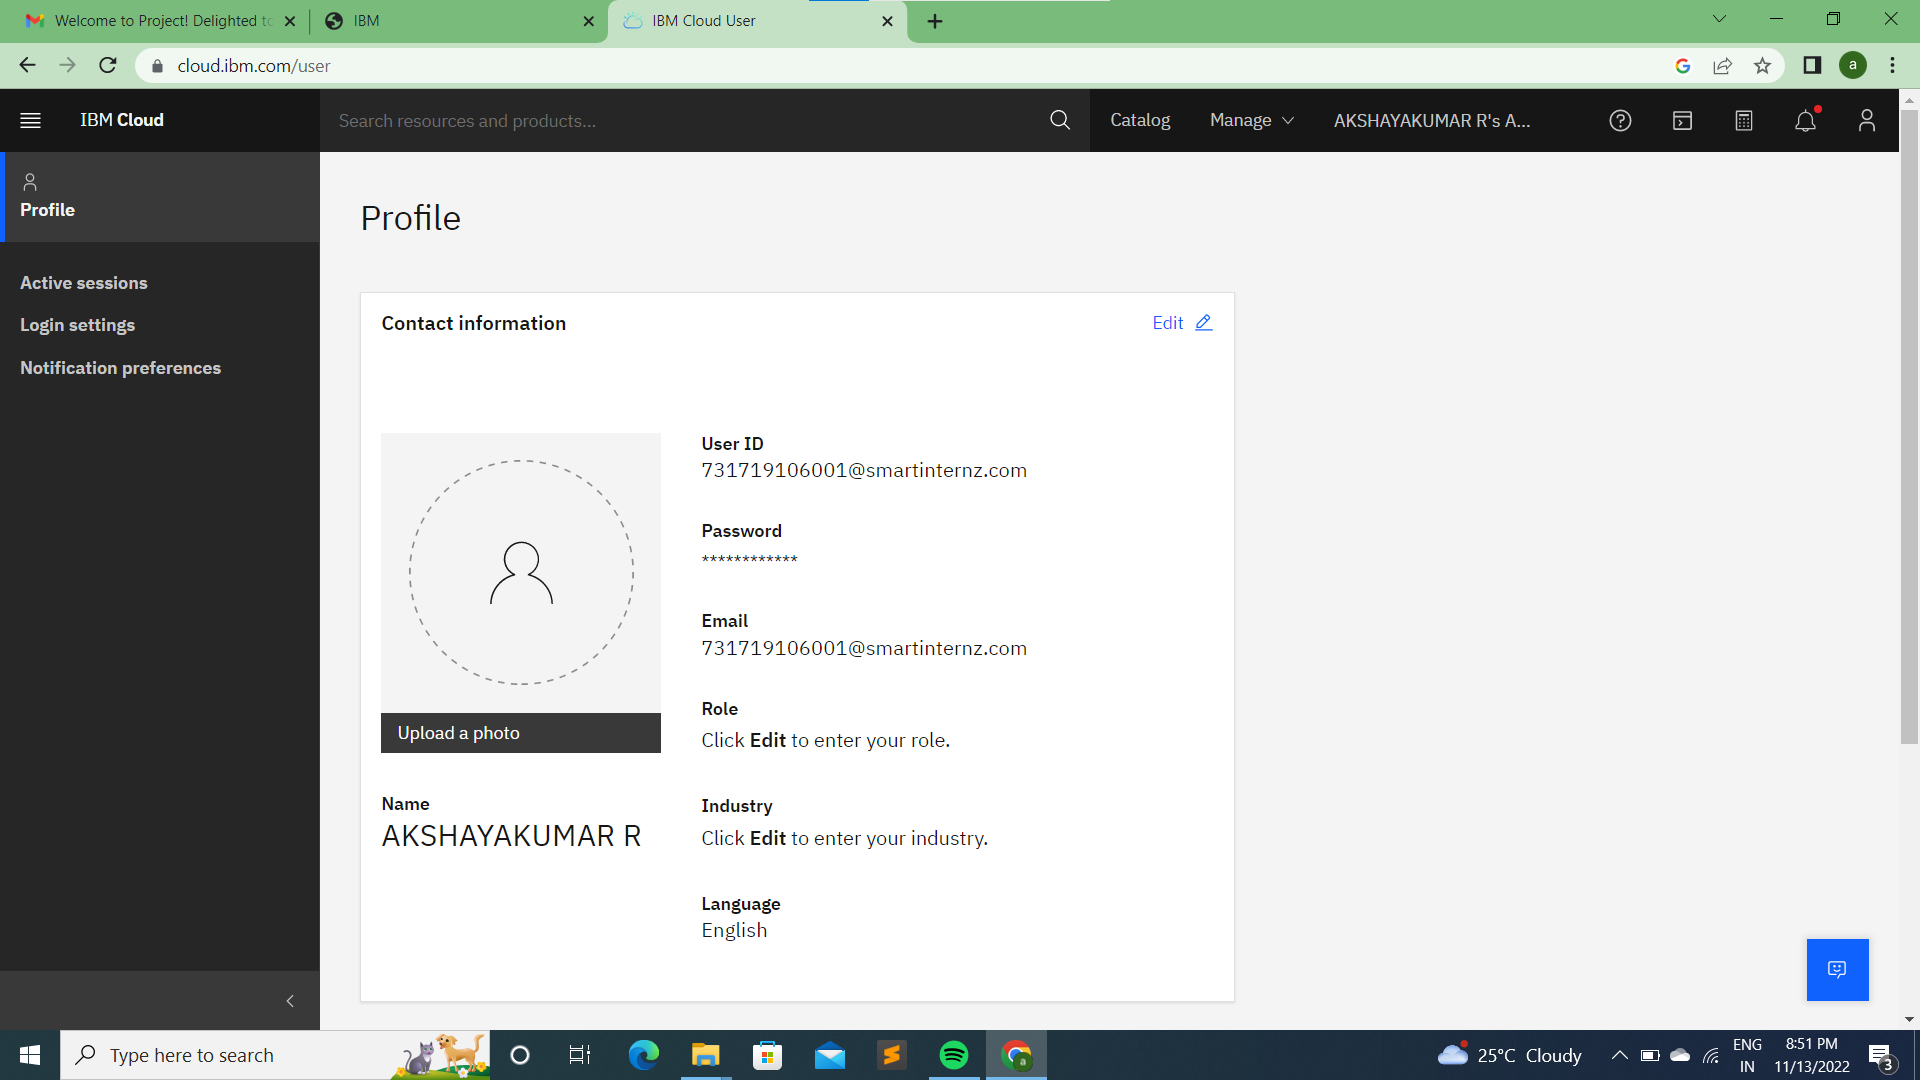 Welcome to Project! Delighted to
IBM
IBM Cloud User
cloud.ibm.com/user
a
IBM Cloud
Search resources and products...
Catalog
Manage
AKSHAYAKUMAR R's A...
Profile
Active sessions
Login settings
Notification preferences
Profile
Contact information
Edit
User ID
731719106001@smartinternz.com
Password
************
Email
731719106001@smartinternz.com
Role
Click Edit to enter your role.
Upload a photo
Name
AKSHAYAKUMAR R
Industry
Click Edit to enter your industry.
Language
English
Type here to search
a
25°C Cloudy
ENG
IN
8:51 PM
11/13/2022
3